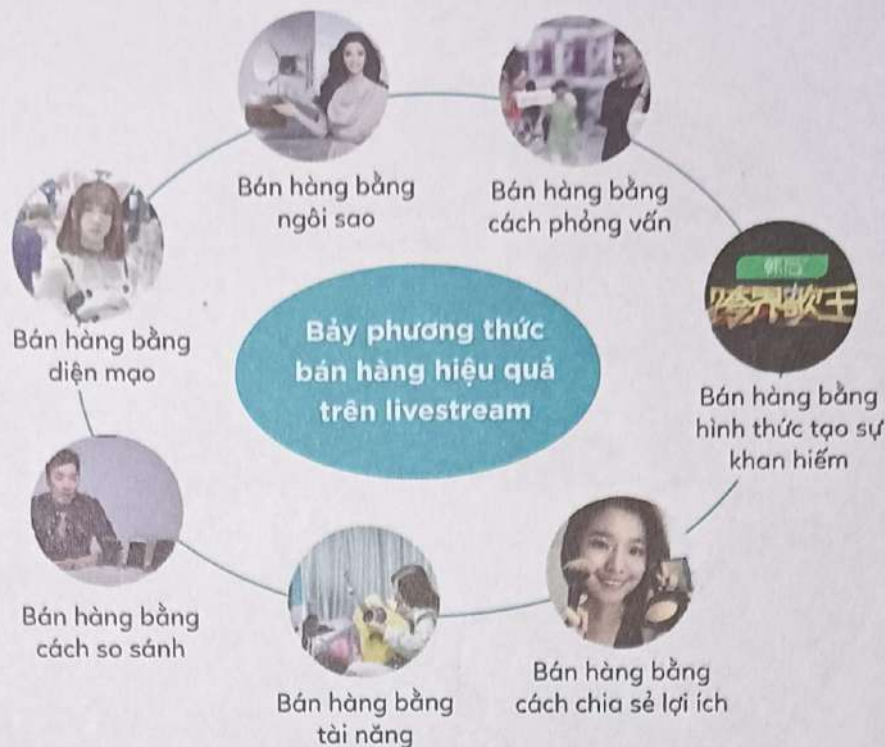 Bán hàng bằng
ngôi sao
Bán hàng bằng
cách phỏng vấn
Bán hàng bằng
diện mạo
Bảy phương thức
bán hàng hiệu quả
trên livestream
韩后
跨界歌王
Bán hàng bằng
hình thức tạo sự
khan hiếm
Bán hàng bằng
cách so sánh
Bán hàng bằng
tài năng
Bán hàng bằng
cách chia sẻ lợi ích